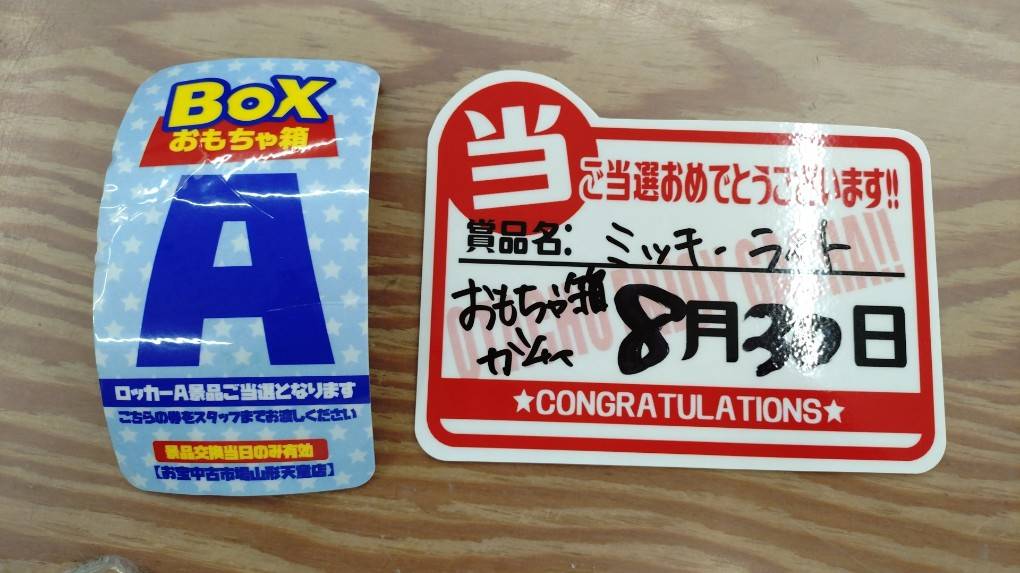 BOX
おもちゃ箱
A
ロッカーA景品ご当選となります
こちらの券をスタッフまでお渡しください
景品交換当日のみ有効
【お宝中古市場山形天童店】
当
ご当選おめでとうございます!!
賞品名: ミッキーライト
おもちゃ箱
8月30日
★CONGRATULATIONS★